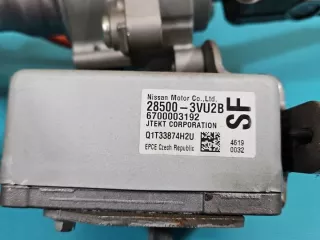 Nissan Motor Co.,Ltd.
28500-3VU2B
6700003192
JTEKT CORPORATION
SF
Q1T33874H2U
EPCE Czech Republic
4619
0032